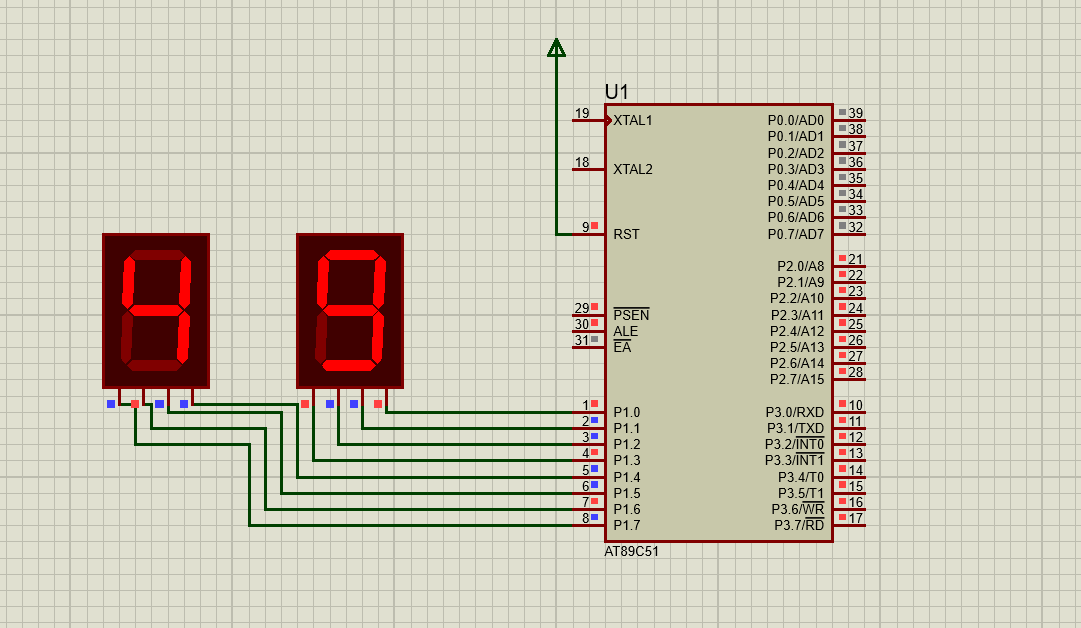 U1
19 XTAL1 P0.0/AD0 39
P0.1/AD1 38
P0.2/AD2 37
18 XTAL2 P0.3/AD3 36
P0.4/AD4 35
P0.5/AD5 34
P0.6/AD6 33
9 RST P0.7/AD7 32
P2.0/A8 21
P2.1/A9 22
P2.2/A10 23
29 PSEN P2.3/A11 24
30 ALE P2.4/A12 25
31 EA P2.5/A13 26
P2.6/A14 27
P2.7/A15 28
49
1 P1.0 P3.0/RXD 10
2 P1.1 P3.1/TXD 11
3 P1.2 P3.2/INT0 12
4 P1.3 P3.3/INT1 13
5 P1.4 P3.4/T0 14
6 P1.5 P3.5/T1 15
7 P1.6 P3.6/WR 16
8 P1.7 P3.7/RD 17
AT89C51